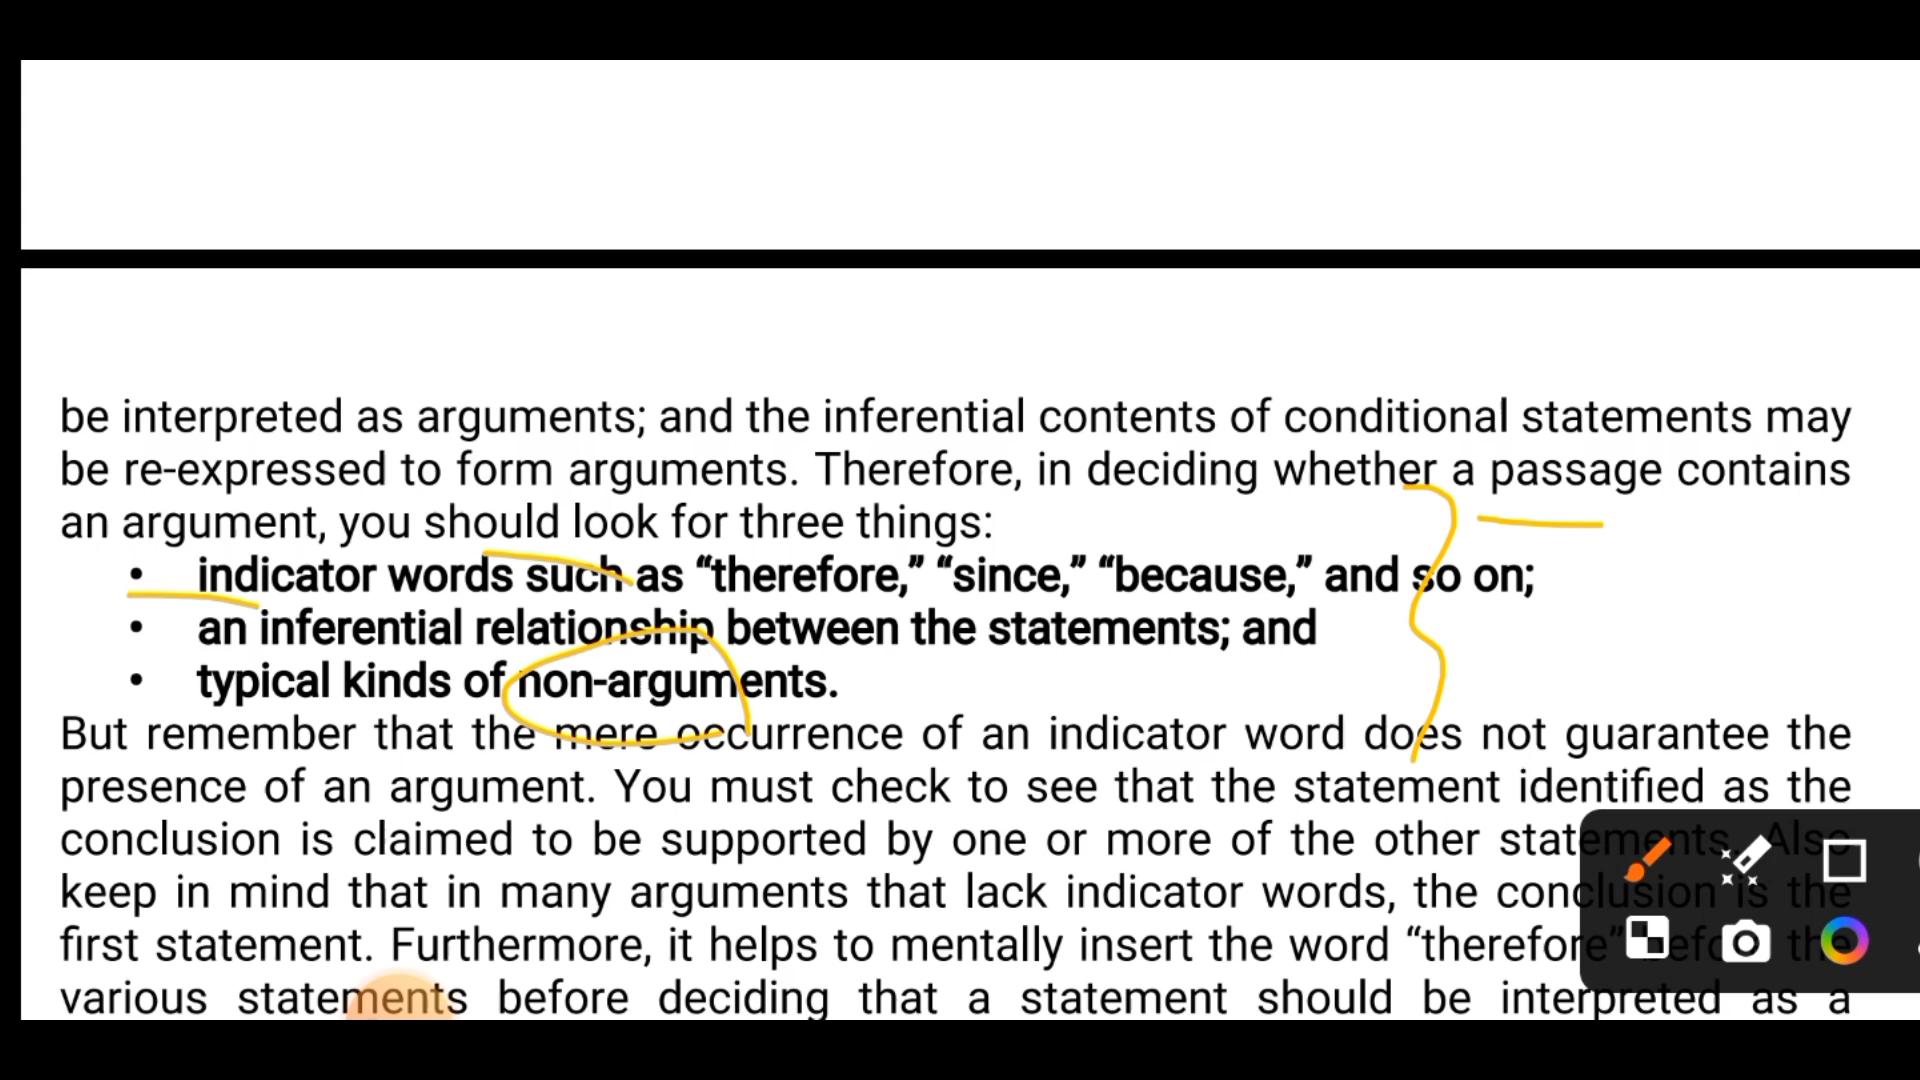 be interpreted as arguments; and the inferential contents of conditional statements may
be re-expressed to form arguments. Therefore, in deciding whether a passage contains
an argument, you should look for three things:
• indicator words such as “therefore,” “since,” “because,” and so on;
• an inferential relationship between the statements; and
• typical kinds of non-arguments.
But remember that the mere occurrence of an indicator word does not guarantee the
presence of an argument. You must check to see that the statement identified as the
conclusion is claimed to be supported by one or more of the other statements. Also
keep in mind that in many arguments that lack indicator words, the conclusion is the
first statement. Furthermore, it helps to mentally insert the word “therefore” before the
various statements before deciding that a statement should be interpreted as a